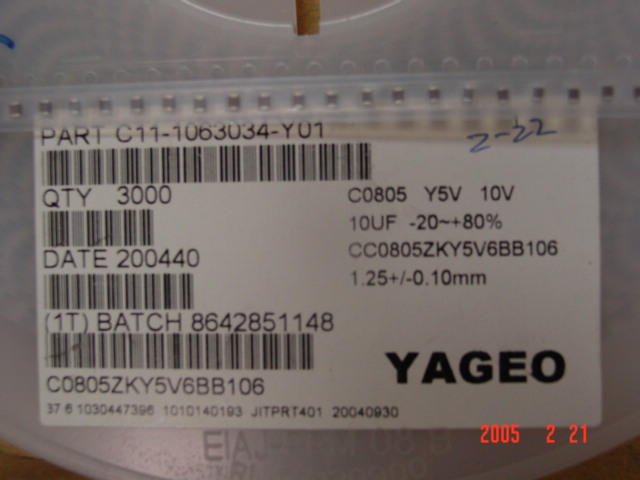 2-22
PART C11-1063034-Y01
QTY 3000
C0805 Y5V 10V
10UF -20~+80%
DATE 200440
CC0805ZKY5V6BB106
1.25+/-0.10mm
(1T) BATCH 8642851148
YAGEO
C0805ZKY5V6BB106
37 6 1030447396 1010140193 JITPRT401 20040930
2005 2 21